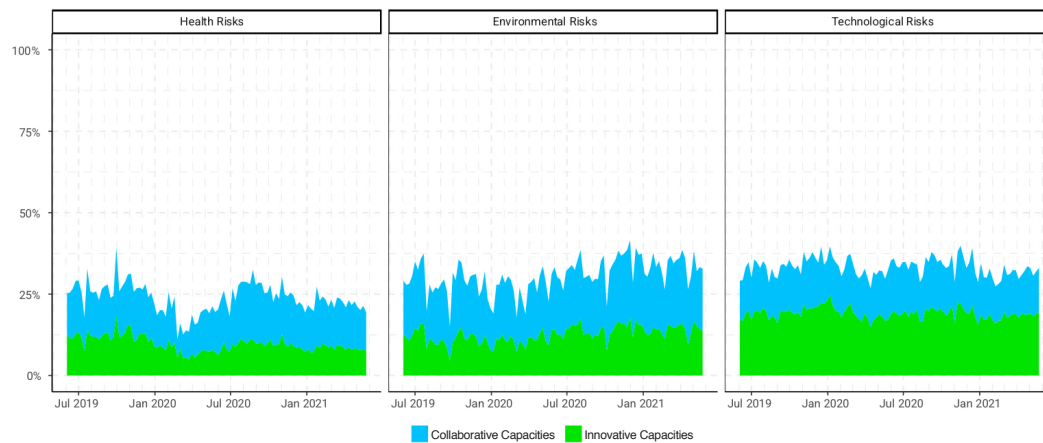 Health Risks
Environmental Risks
Technological Risks
100%
75%
50%
25%
0%
Jul 2019 Jan 2020 Jul 2020 Jan 2021
Jul 2019 Jan 2020 Jul 2020 Jan 2021
Jul 2019 Jan 2020 Jul 2020 Jan 2021
Collaborative Capacities Innovative Capacities